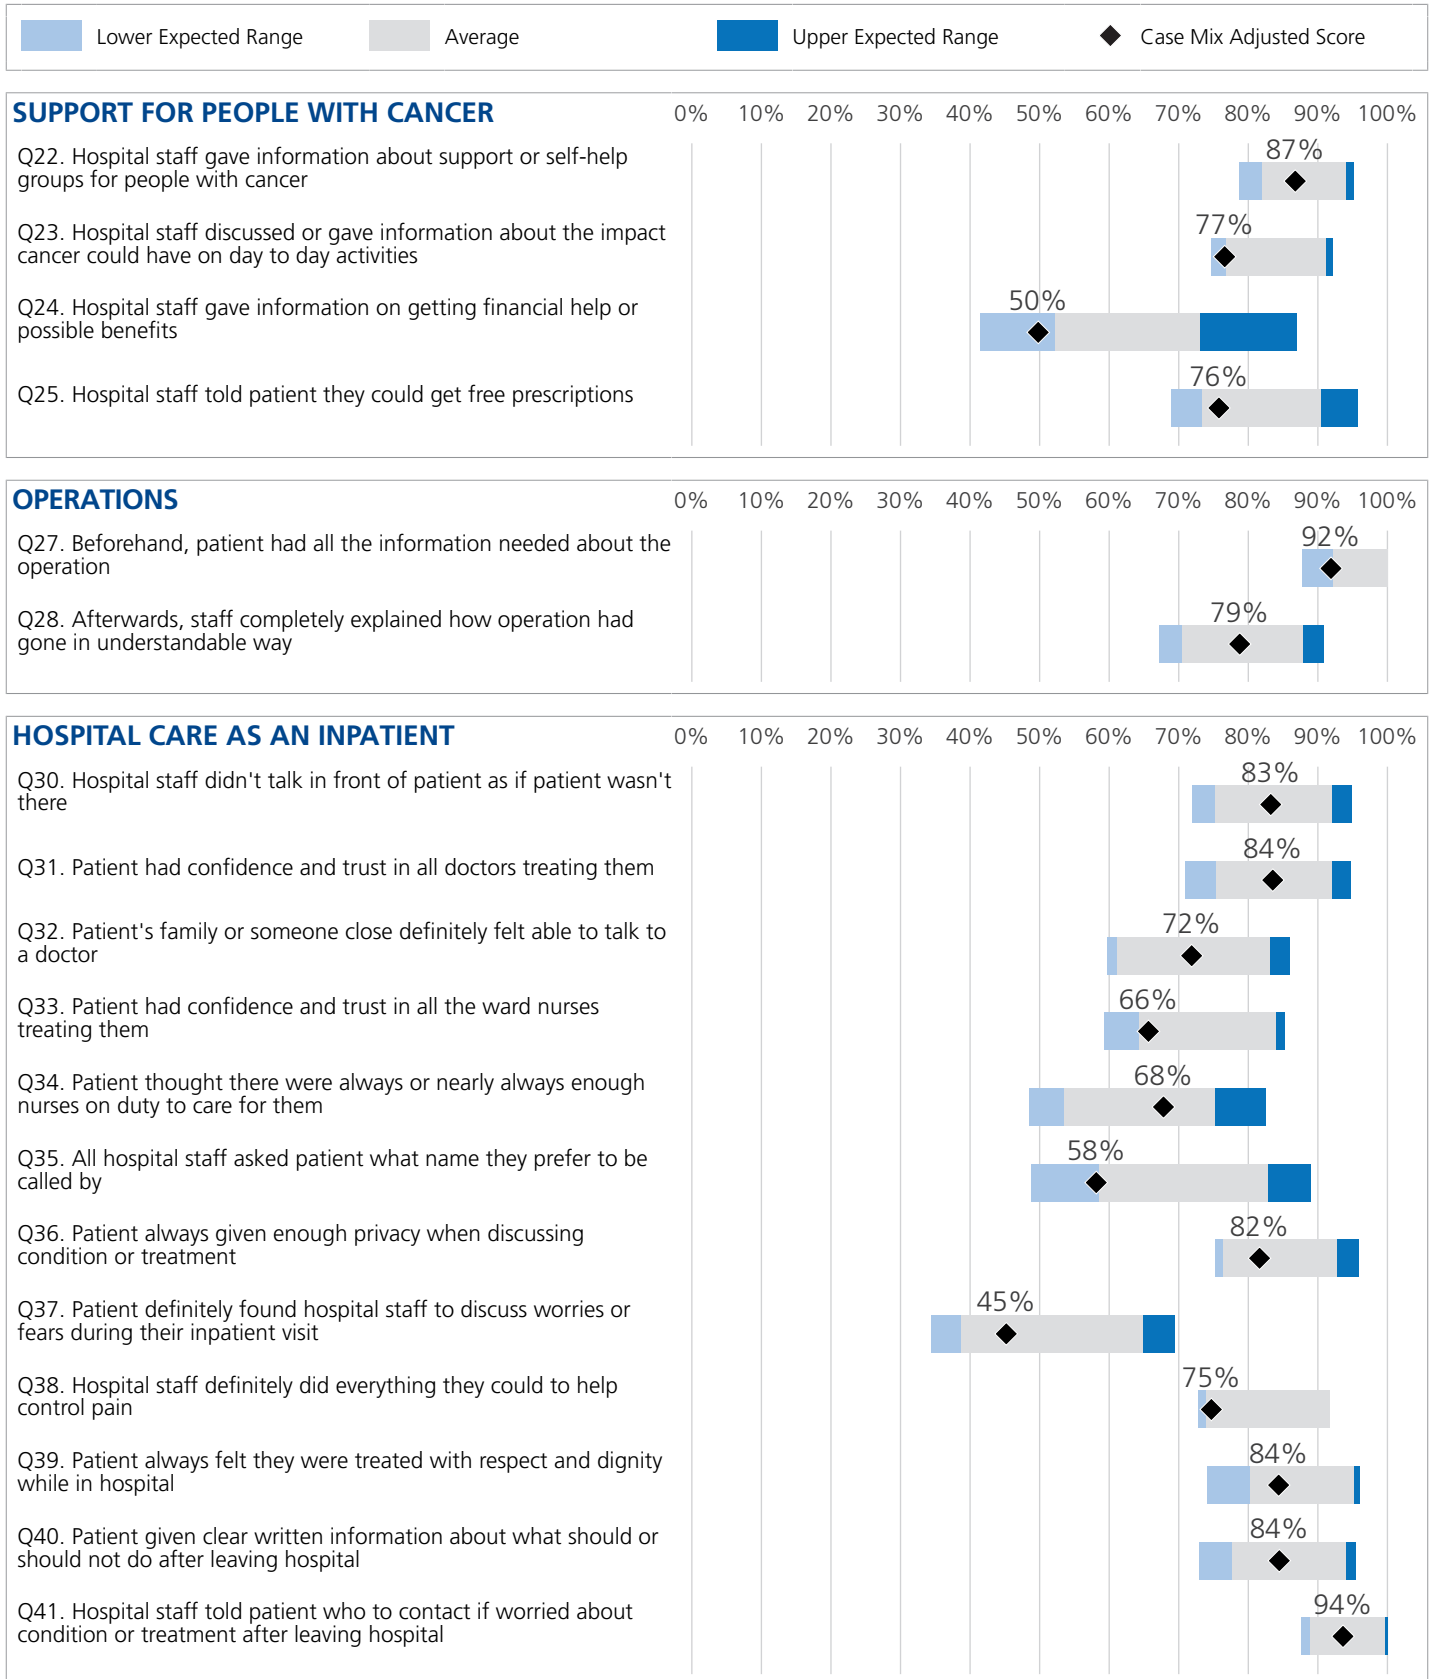 Lower Expected Range Average Upper Expected Range Case Mix Adjusted Score
SUPPORT FOR PEOPLE WITH CANCER 0% 10% 20% 30% 40% 50% 60% 70% 80% 90% 100%
Q22. Hospital staff gave information about support or self-help
groups for people with cancer
87%
Q23. Hospital staff discussed or gave information about the impact
cancer could have on day to day activities
77%
Q24. Hospital staff gave information on getting financial help or
possible benefits
50%
Q25. Hospital staff told patient they could get free prescriptions
76%
OPERATIONS 0% 10% 20% 30% 40% 50% 60% 70% 80% 90% 100%
Q27. Beforehand, patient had all the information needed about the
operation
92%
Q28. Afterwards, staff completely explained how operation had
gone in understandable way
79%
HOSPITAL CARE AS AN INPATIENT 0% 10% 20% 30% 40% 50% 60% 70% 80% 90% 100%
Q30. Hospital staff didn't talk in front of patient as if patient wasn't
there
83%
Q31. Patient had confidence and trust in all doctors treating them
84%
Q32. Patient's family or someone close definitely felt able to talk to
a doctor
72%
Q33. Patient had confidence and trust in all the ward nurses
treating them
66%
Q34. Patient thought there were always or nearly always enough
nurses on duty to care for them
68%
Q35. All hospital staff asked patient what name they prefer to be
called by
58%
Q36. Patient always given enough privacy when discussing
condition or treatment
82%
Q37. Patient definitely found hospital staff to discuss worries or
fears during their inpatient visit
45%
Q38. Hospital staff definitely did everything they could to help
control pain
75%
Q39. Patient always felt they were treated with respect and dignity
while in hospital
84%
Q40. Patient given clear written information about what should or
should not do after leaving hospital
84%
Q41. Hospital staff told patient who to contact if worried about
condition or treatment after leaving hospital
94%